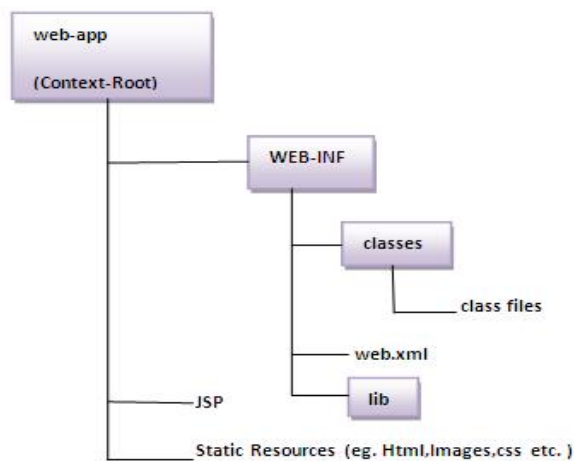 web-app
(Context-Root)
WEB-INF
classes
class files
web.xml
lib
JSP
Static Resources (eg. Html,Images,css etc. )